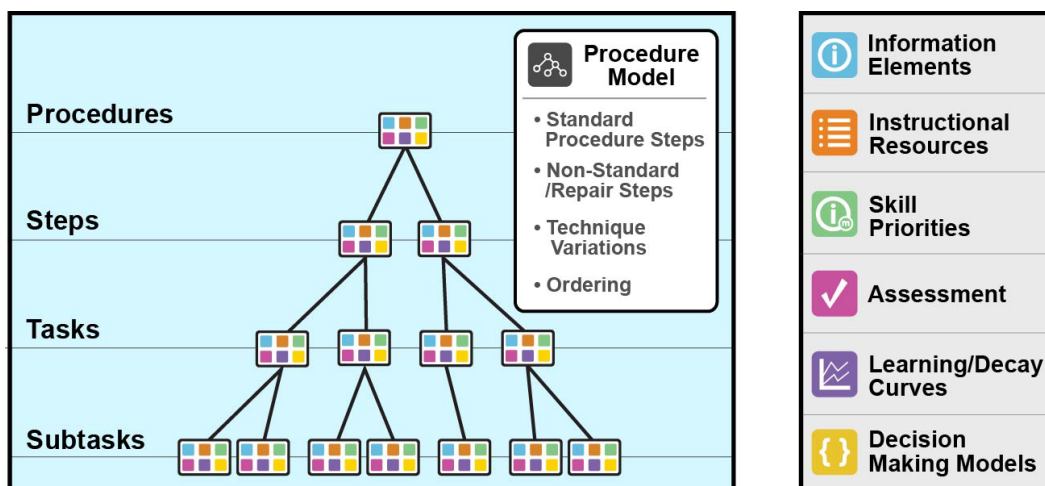 Procedures
Steps
Tasks
Subtasks
Procedure
Model
• Standard
Procedure Steps
• Non-Standard
/Repair Steps
• Technique
Variations
• Ordering
Information
Elements
Instructional
Resources
Skill
Priorities
Assessment
Learning/Decay
Curves
Decision
Making Models